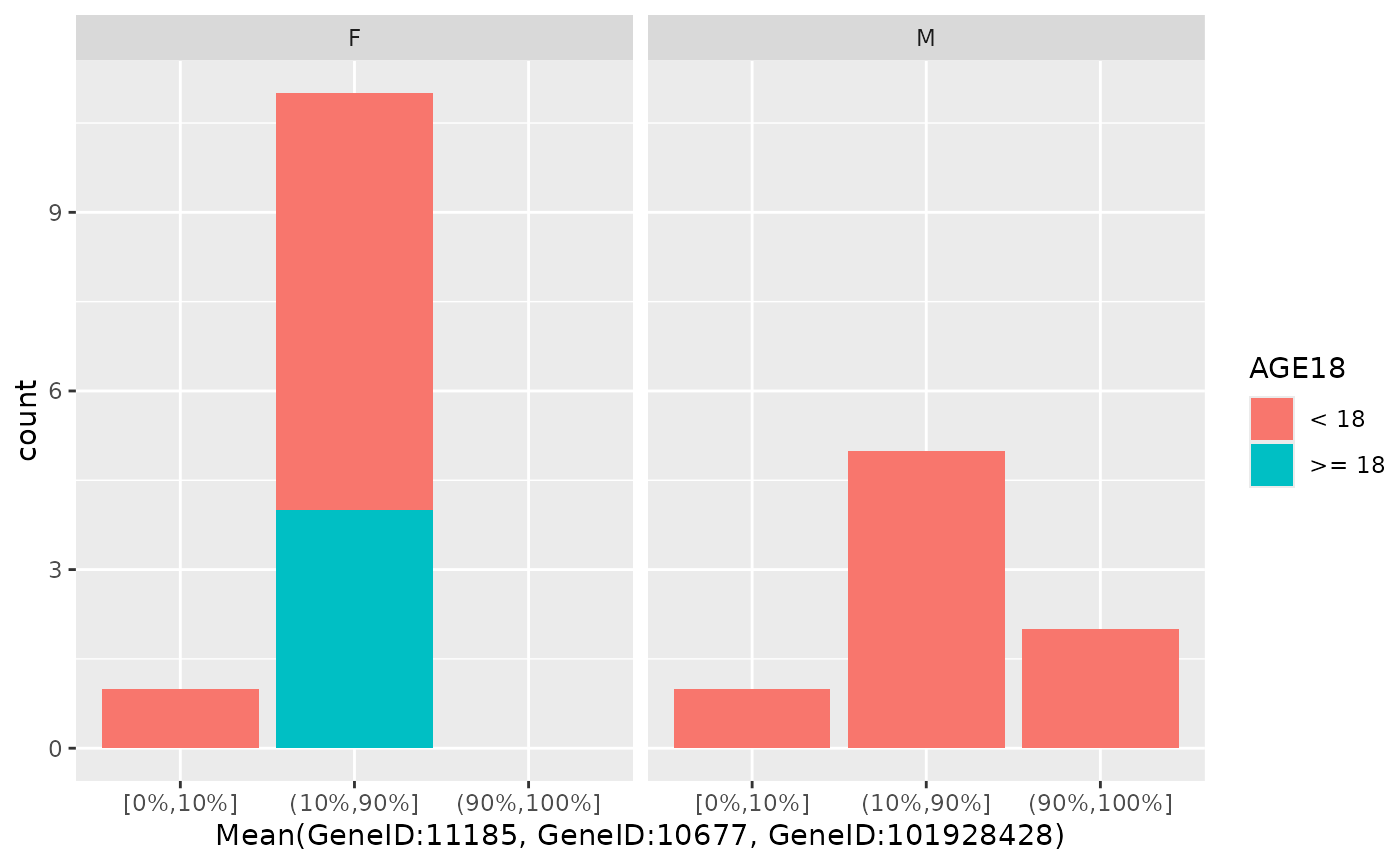 F M
count
9
6
3
0
[0%,10%] (10%,90%] (90%,100%] [0%,10%] (10%,90%] (90%,100%]
Mean(GeneID:11185, GeneID:10677, GeneID:101928428)
AGE18
< 18
>= 18